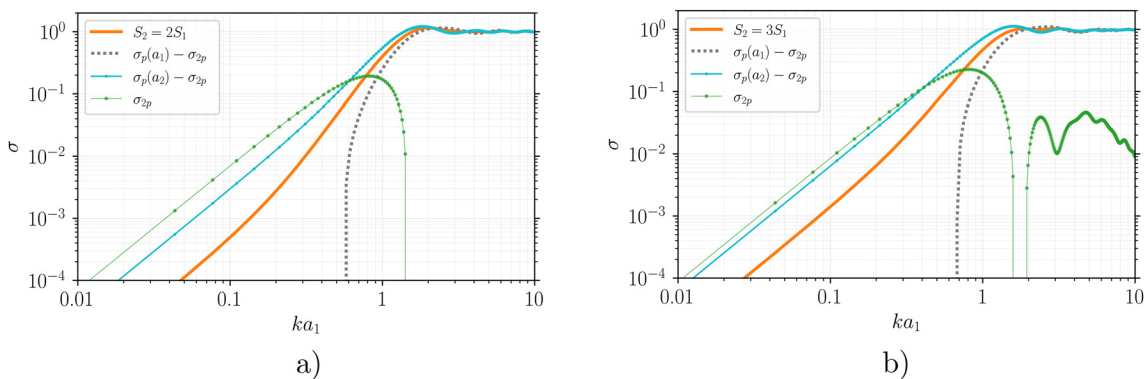 10⁰
10⁻¹
10⁻²
10⁻³
10⁻⁴
σ
S₂ = 2S₁
σₚ(a₁) − σ₂ₚ
σₚ(a₂) − σ₂ₚ
σ₂ₚ
0.01 0.1 1 10
ka₁
a)
10⁰
10⁻¹
10⁻²
10⁻³
10⁻⁴
σ
S₂ = 3S₁
σₚ(a₁) − σ₂ₚ
σₚ(a₂) − σ₂ₚ
σ₂ₚ
0.01 0.1 1 10
ka₁
b)